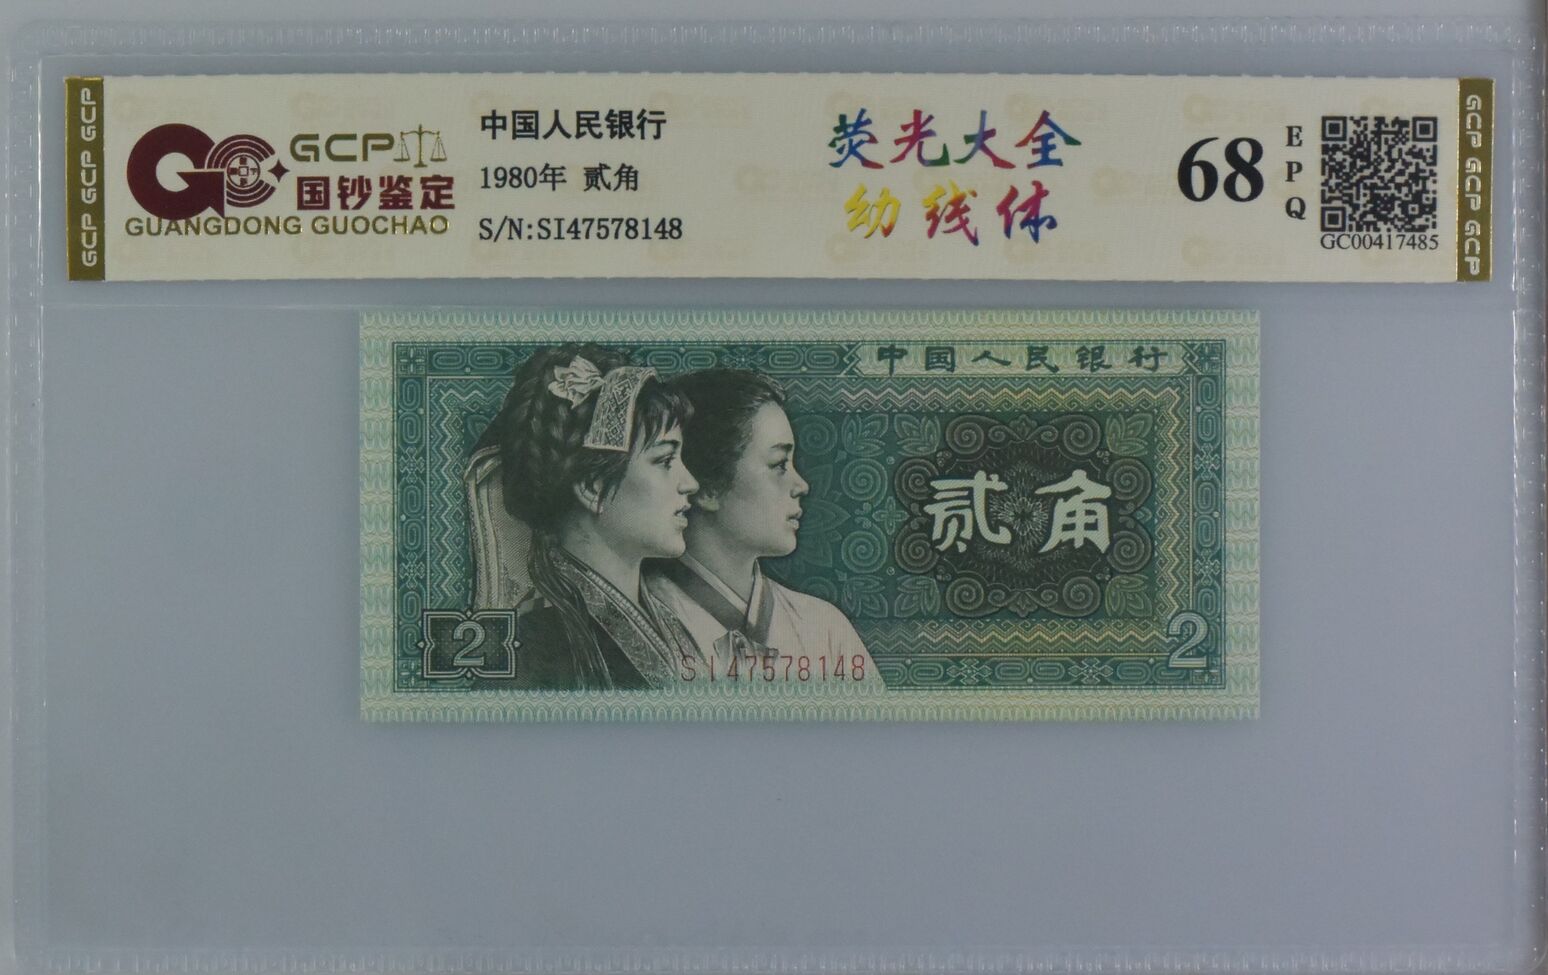 GCP GCP GCP
GCP
国钞鉴定
GUANGDONG GUOCHAO
中国人民银行
1980年 贰角
S/N:SI47578148
荧光大全
幼线体
68
EPQ
GC00417485
GCP GCP GCP
中国人民银行
贰角
2
2
SI47578148